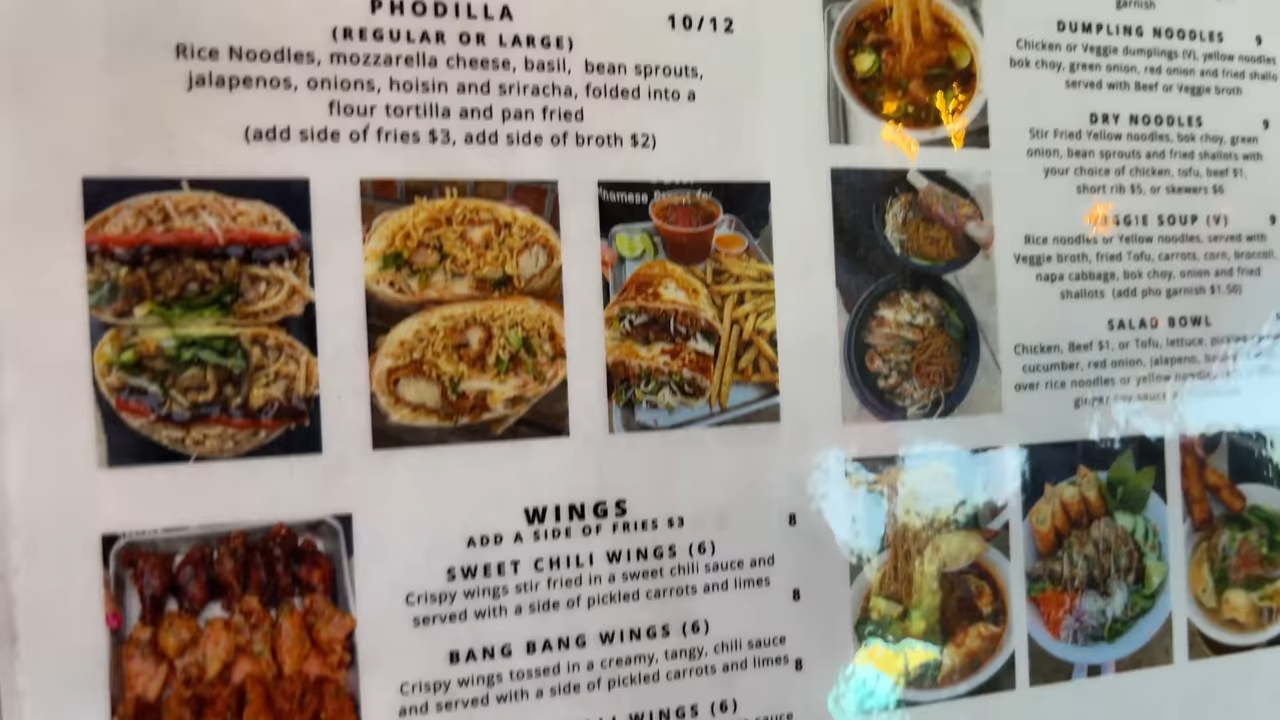 PHODILLA
10/12
(REGULAR OR LARGE)
Rice Noodles, mozzarella cheese, basil, bean sprouts,
jalapenos, onions, hoisin and sriracha, folded into a
flour tortilla and pan fried
(add side of fries $3, add side of broth $2)
WINGS
ADD A SIDE OF FRIES $3
8
SWEET CHILI WINGS (6)
Crispy wings stir fried in a sweet chili sauce and
served with a side of pickled carrots and limes
8
BANG BANG WINGS (6)
Crispy wings tossed in a creamy, tangy, chili sauce
and served with a side of pickled carrots and limes
8
WINGS (6)
sauce
garnish
DUMPLING NOODLES 9
Chicken or Veggie dumplings (V), yellow noodles
bok choy, green onion, red onion and fried shallo
served with Beef or Veggie broth
DRY NOODLES 9
Stir Fried Yellow noodles, bok choy, green
onion, bean sprouts and fried shallots with
your choice of chicken, tofu, beef $1,
short rib $5, or skewers $6
SOUP (V) 9
Rice noodles or Yellow noodles, served with
Veggie broth, fried Tofu, carrots, corn, broccoli,
napa cabbage, bok choy, onion and fried
shallots (add pho garnish $1.50)
SALAD BOWL
Chicken, Beef $1, or Tofu, lettuce,
cucumber, red onion, jalapeno,
over rice noodles or yellow
ginger soy sauce